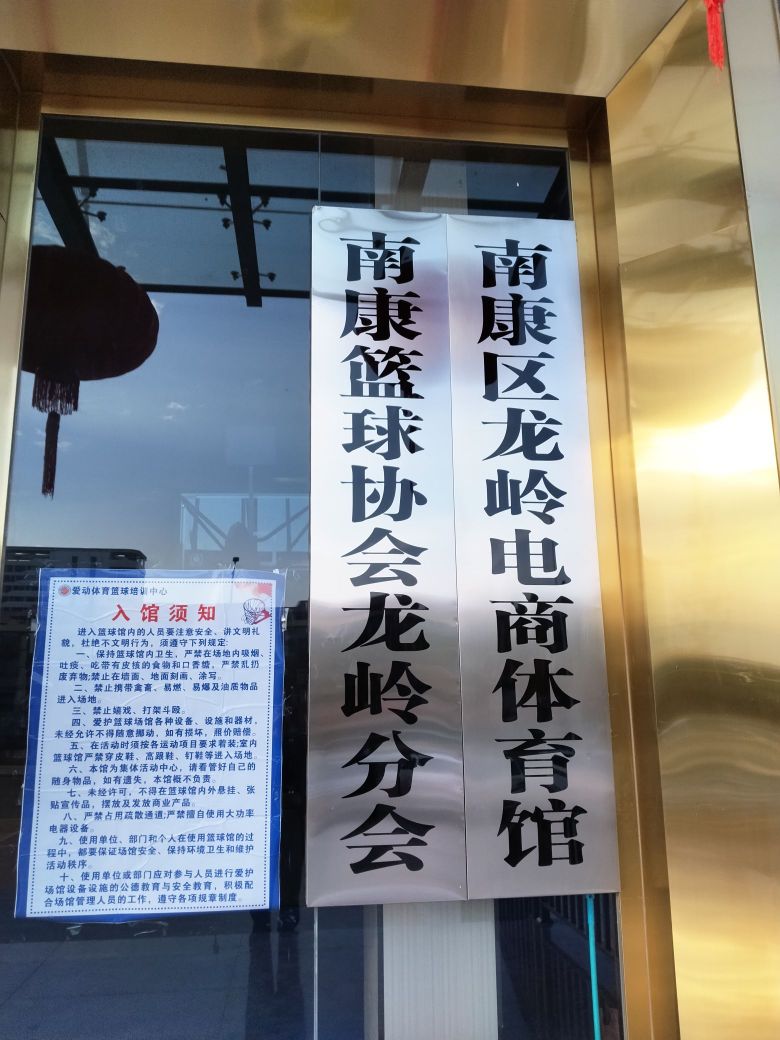 南康篮球协会龙岭分会
南康区龙岭电商体育馆
爱动体育篮球培训中心
入馆须知
进入篮球馆内的人员要注意安全、讲文明礼
貌，杜绝不文明行为，须遵守下列规定：
一、保持篮球馆内卫生，严禁在场地内吸烟、
吐痰、吃带有皮核的食物和口香糖，严禁乱扔
废弃物;禁止在墙面、地面刻画、涂写。
二、禁止携带禽畜、易燃、易爆及油质物品
进入场地。
三、禁止嬉戏、打架斗殴。
四、爱护篮球场馆各种设备、设施和器材，
未经允许不得随意挪动，如有损坏，照价赔偿。
五、在活动时须按各运动项目要求着装;室内
篮球馆严禁穿皮鞋、高跟鞋、钉鞋等进入场地。
六、本馆为集体活动中心，请看管好自己的
随身物品，如有遗失，本馆概不负责。
七、未经许可，不得在篮球馆内外悬挂、张
贴宣传品，摆放及发放商业产品。
八、严禁占用疏散通道;严禁擅自使用大功率
电器设备。
九、使用单位、部门和个人在使用篮球馆的过
程中，都要保证场馆安全、保持环境卫生和维护
活动秩序。
十、使用单位或部门应对参与人员进行爱护
场馆设备设施的公德教育与安全教育，积极配
合场馆管理人员的工作，遵守各项规章制度。